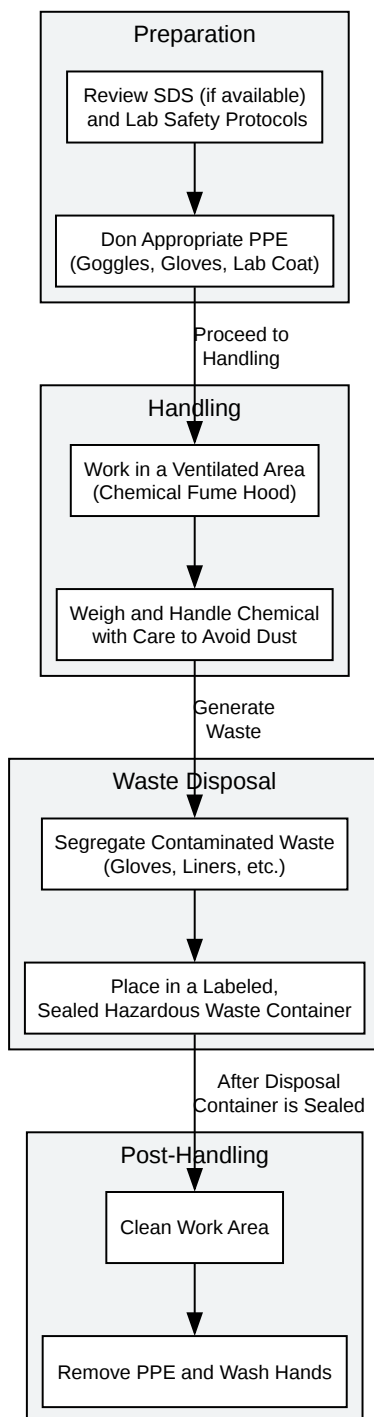 Preparation
Review SDS (if available)
and Lab Safety Protocols
Don Appropriate PPE
(Goggles, Gloves, Lab Coat)
Proceed to
Handling
Handling
Work in a Ventilated Area
(Chemical Fume Hood)
Weigh and Handle Chemical
with Care to Avoid Dust
Generate
Waste
Waste Disposal
Segregate Contaminated Waste
(Gloves, Liners, etc.)
Place in a Labeled,
Sealed Hazardous Waste Container
After Disposal
Container is Sealed
Post-Handling
Clean Work Area
Remove PPE and Wash Hands